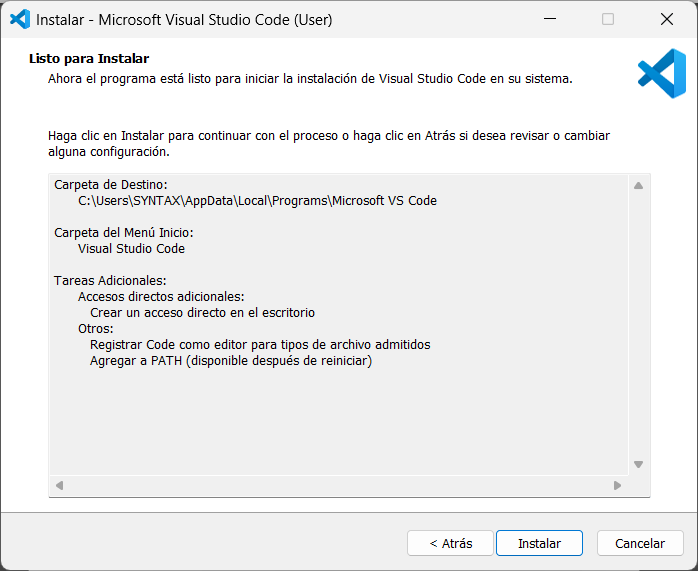 Instalar - Microsoft Visual Studio Code (User)
Listo para Instalar
Ahora el programa está listo para iniciar la instalación de Visual Studio Code en su sistema.
Haga clic en Instalar para continuar con el proceso o haga clic en Atrás si desea revisar o cambiar
alguna configuración.
Carpeta de Destino:
C:\Users\SYNTAX\AppData\Local\Programs\Microsoft VS Code
Carpeta del Menú Inicio:
Visual Studio Code
Tareas Adicionales:
Accesos directos adicionales:
Crear un acceso directo en el escritorio
Otros:
Registrar Code como editor para tipos de archivo admitidos
Agregar a PATH (disponible después de reiniciar)
< Atrás Instalar Cancelar